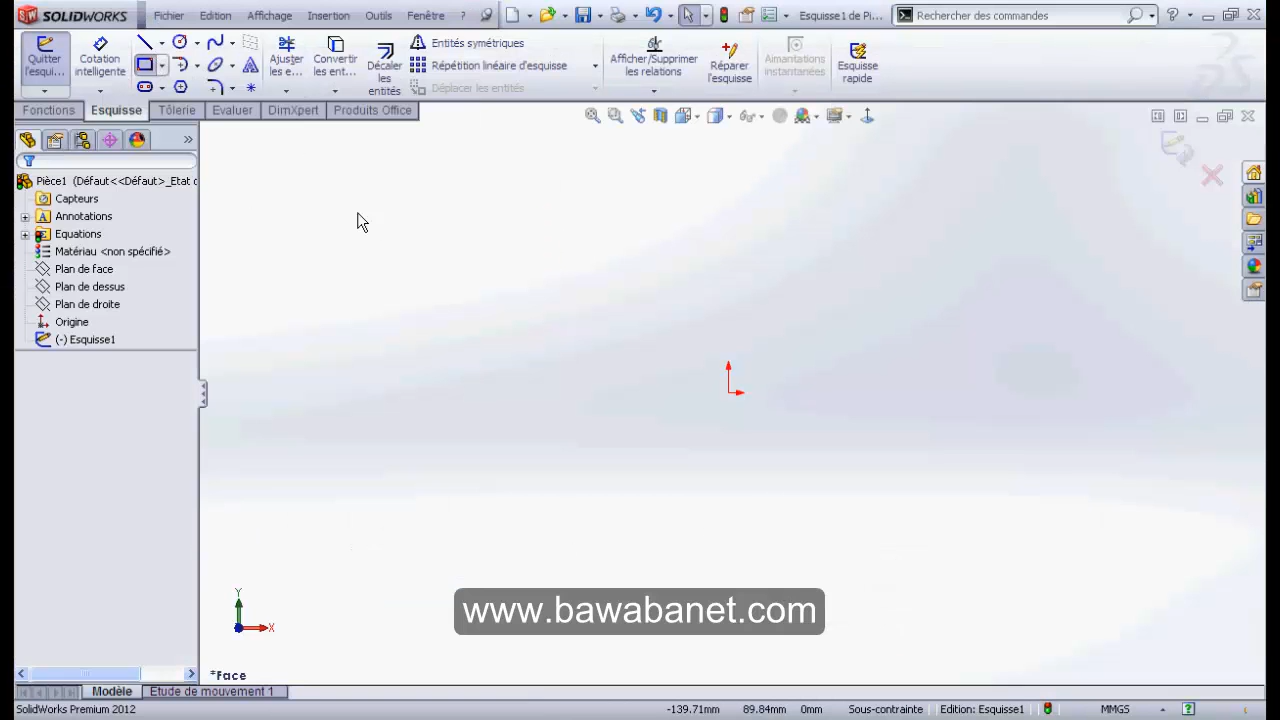 SOLIDWORKS
Fichier Edition Affichage Insertion Outils Fenêtre ? Esquisse1 de Pi... Rechercher des commandes
Quitter l'esqui...
Cotation intelligente
Ajuster les e...
Convertir les ent...
Décaler les entités
Entités symétriques
Répétition linéaire d'esquisse
Déplacer les entités
Afficher/Supprimer les relations
Réparer l'esquisse
Aimantations instantanées
Esquisse rapide
Fonctions Esquisse Tôlerie Evaluer DimXpert Produits Office
Pièce1 (Défaut<<Défaut>_Etat c
Capteurs
Annotations
Equations
Matériau <non spécifié>
Plan de face
Plan de dessus
Plan de droite
Origine
(-) Esquisse1
Y
X
www.bawabanet.com
*Face
Modèle Etude de mouvement 1
SolidWorks Premium 2012 -139.71mm 89.84mm 0mm Sous-contrainte Edition: Esquisse1 MMGS